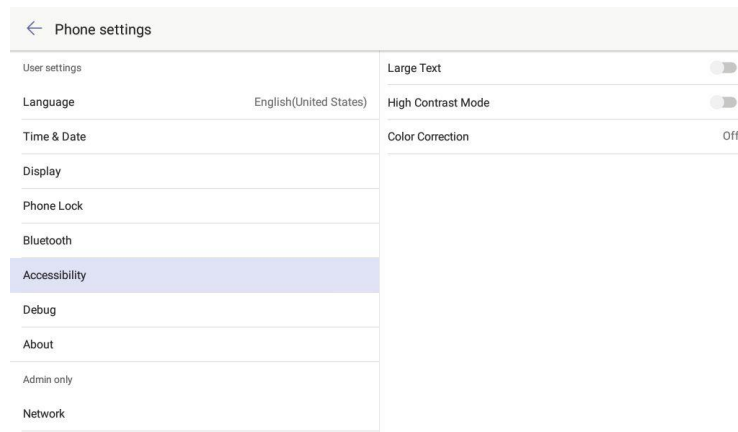 Phone settings
User settings
Language English(United States)
Time & Date
Display
Phone Lock
Bluetooth
Accessibility
Debug
About
Admin only
Network
Large Text
High Contrast Mode
Color Correction Off